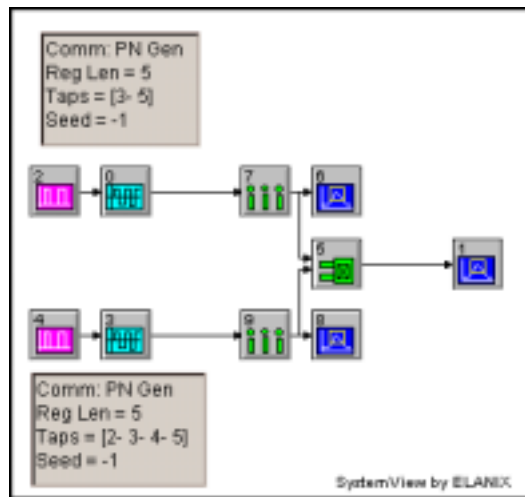 Comm: PN Gen
Reg Len = 5
Taps = [3- 5]
Seed = -1
2
0
7
6
5
1
4
3
9
8
Comm: PN Gen
Reg Len = 5
Taps = [2- 3- 4- 5]
Seed = -1
SystemView by ELANIX